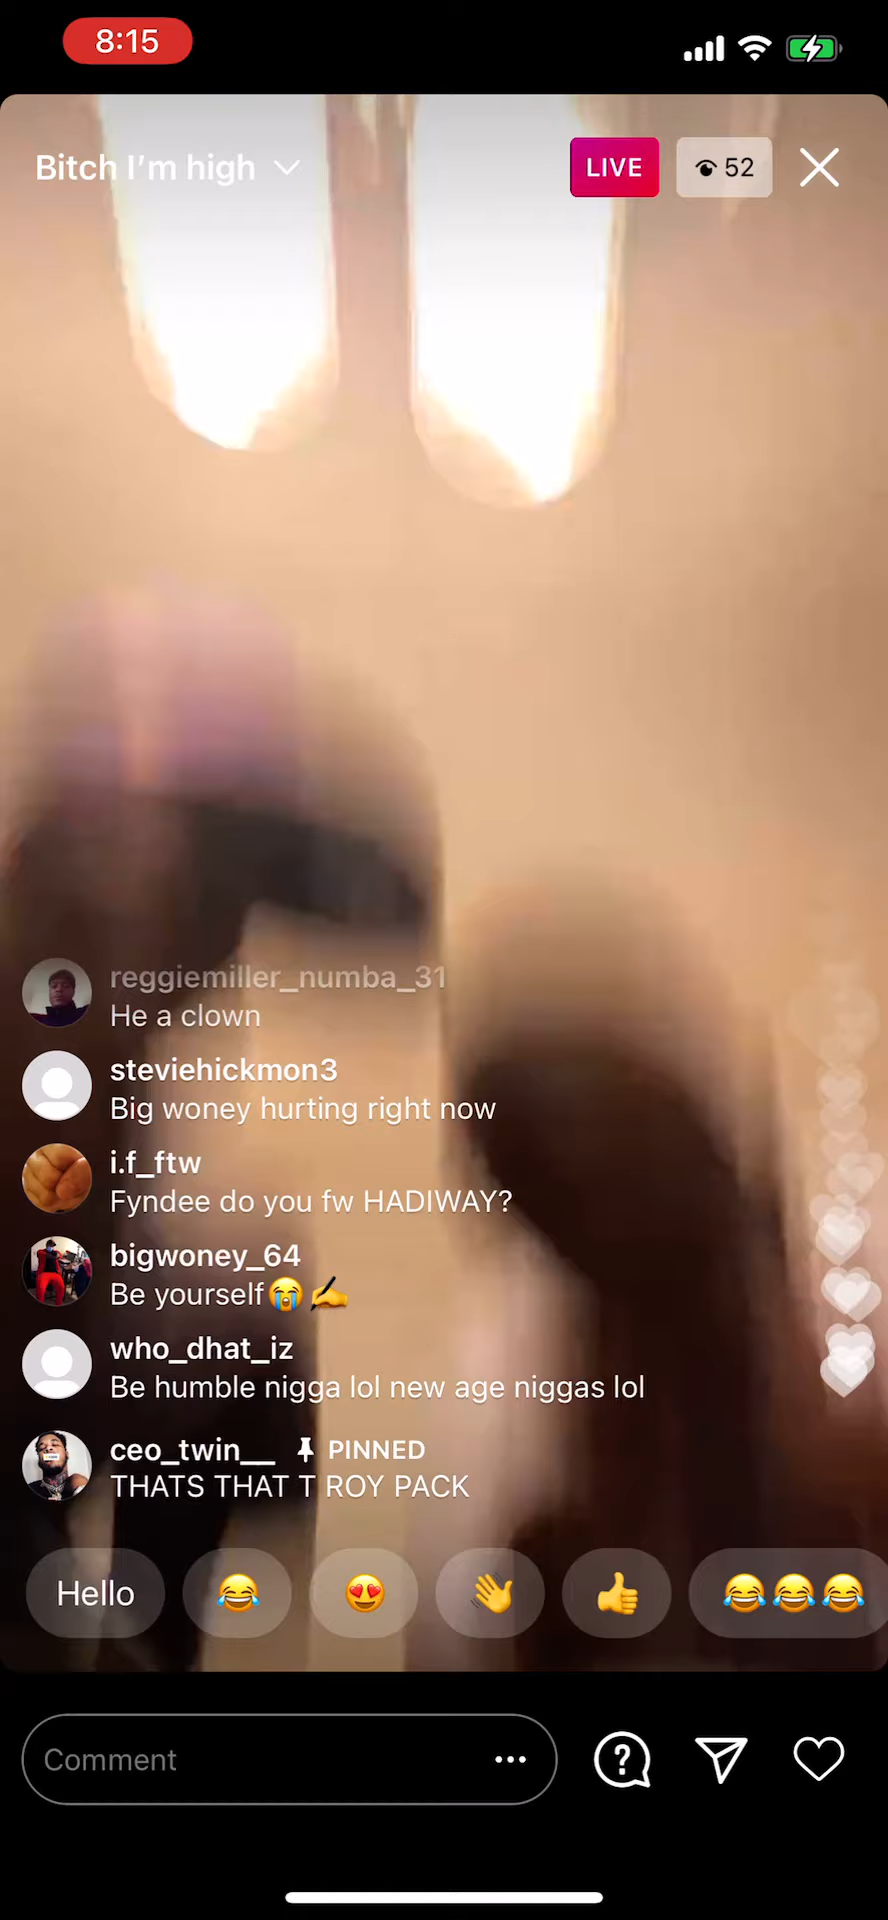 8:15
Bitch I'm high
LIVE
52
reggiemiller_numba_31
He a clown
steviehickmon3
Big woney hurting right now
i.f_ftw
Fyndee do you fw HADIWAY?
bigwoney_64
Be yourself😭✍️
who_dhat_iz
Be humble nigga lol new age niggas lol
ceo_twin__ PINNED
THATS THAT T ROY PACK
Hello 😂 😍 👋 👍 😂😂😂
Comment